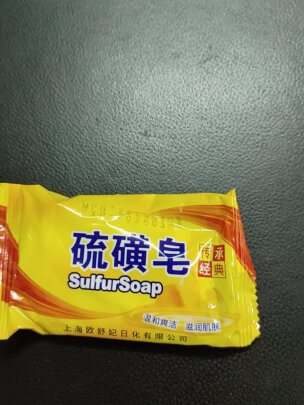 硫磺皂
传承
经典
SulfurSoap
温和爽洁 滋润肌肤
上海欧舒妃日化有限公司